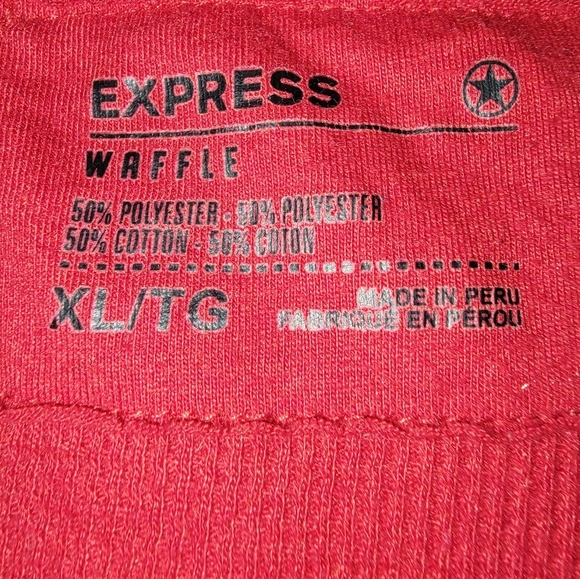 EXPRESS
WAFFLE
50% POLYESTER - 50% POLYESTER
50% COTTON - 50% COTON
XL/TG
MADE IN PERU
FABRIQUÉ EN PÉROU